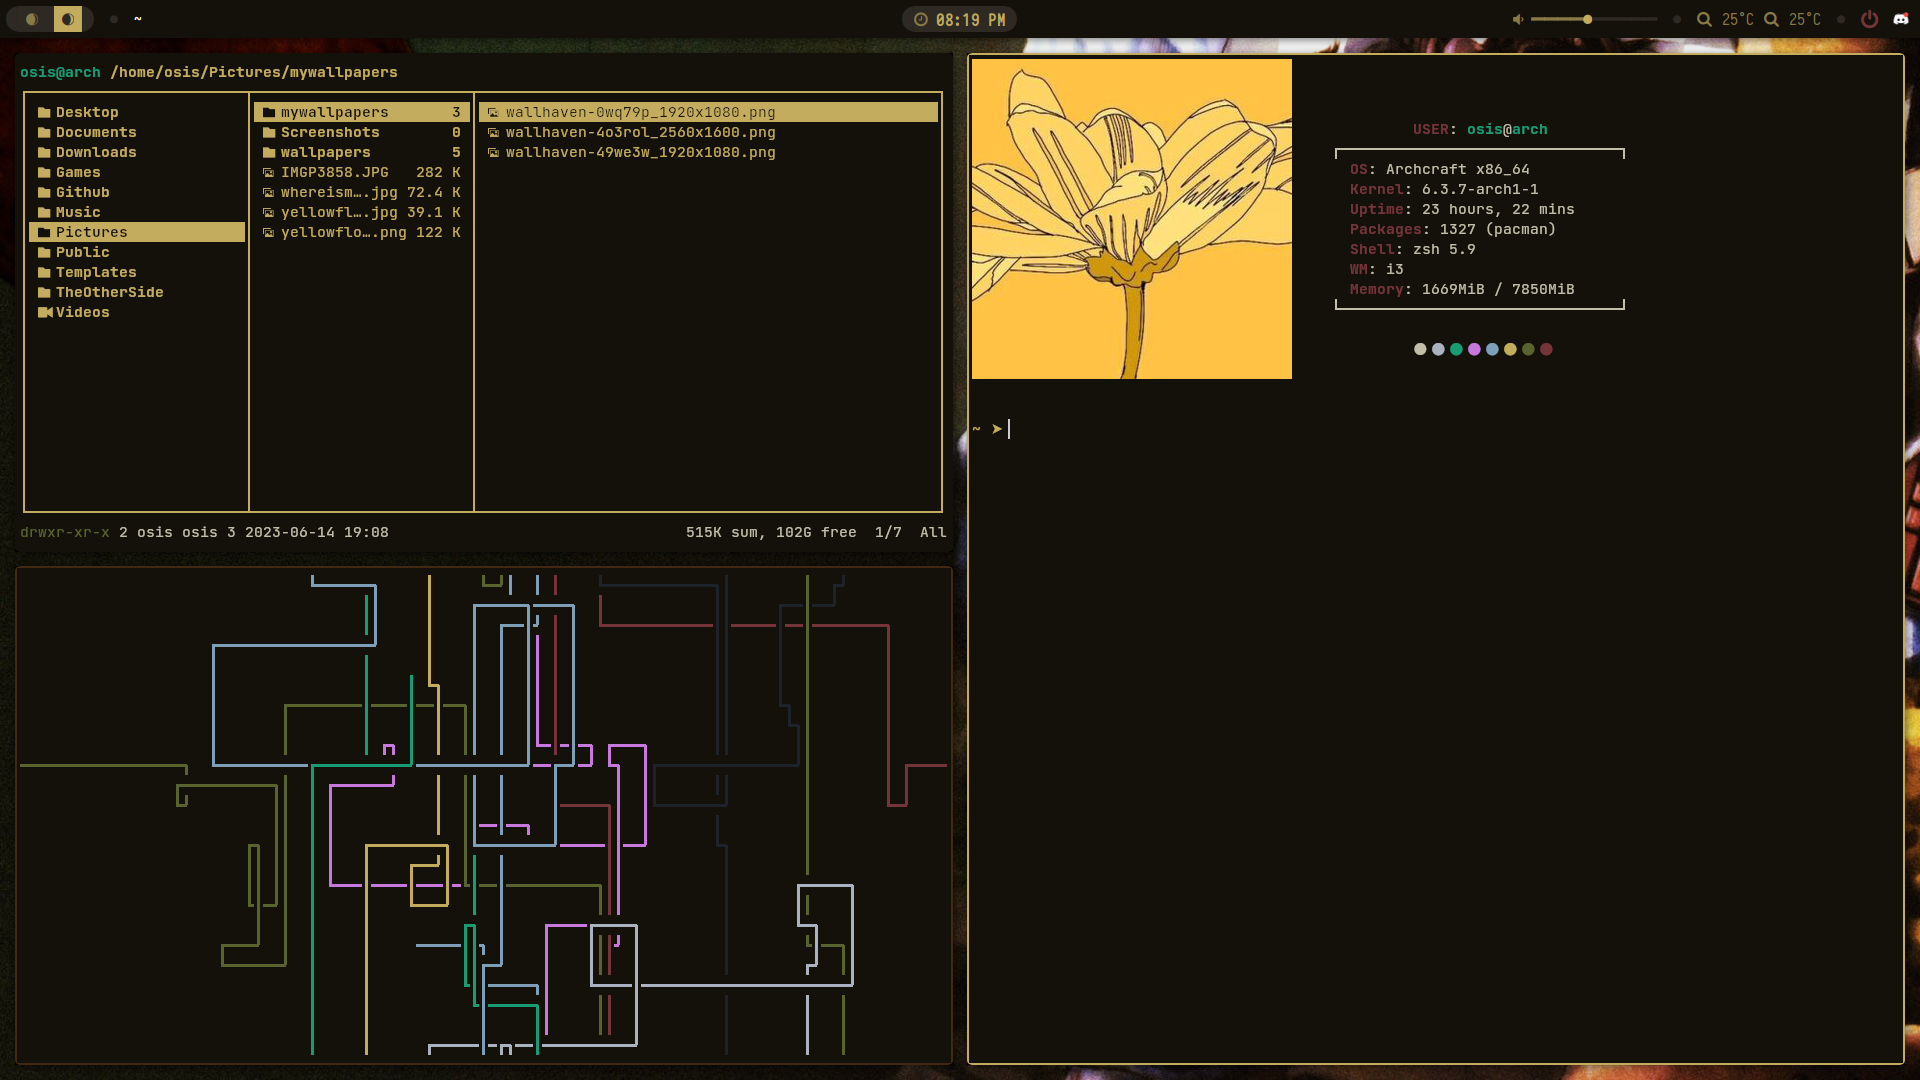 ~
08:19 PM
25°C 25°C
osis@arch /home/osis/Pictures/mywallpapers
Desktop
Documents
Downloads
Games
Github
Music
Pictures
Public
Templates
TheOtherSide
Videos
mywallpapers 3
Screenshots 0
wallpapers 5
IMGP3858.JPG 282 K
whereism….jpg 72.4 K
yellowfl….jpg 39.1 K
yellowflo….png 122 K
wallhaven-0wq79p_1920x1080.png
wallhaven-4o3rol_2560x1600.png
wallhaven-49we3w_1920x1080.png
drwxr-xr-x 2 osis osis 3 2023-06-14 19:08 515K sum, 102G free 1/7 All
USER: osis@arch
OS: Archcraft x86_64
Kernel: 6.3.7-arch1-1
Uptime: 23 hours, 22 mins
Packages: 1327 (pacman)
Shell: zsh 5.9
WM: i3
Memory: 1669MiB / 7850MiB
~ ➤